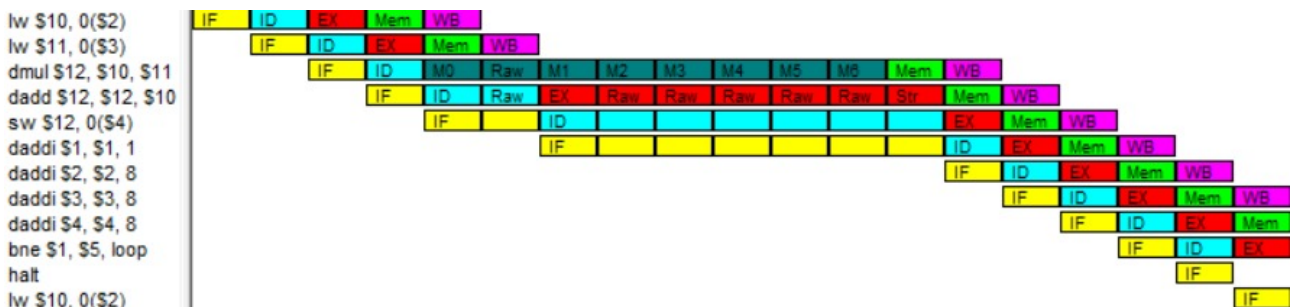 lw $10, 0($2) IF ID EX Mem WB
lw $11, 0($3) IF ID EX Mem WB
dmul $12, $10, $11 IF ID M0 Raw M1 M2 M3 M4 M5 M6 Mem WB
dadd $12, $12, $10 IF ID Raw EX Raw Raw Raw Raw Raw Str Mem WB
sw $12, 0($4) IF ID EX Mem WB
daddi $1, $1, 1 IF ID EX Mem WB
daddi $2, $2, 8 IF ID EX Mem WB
daddi $3, $3, 8 IF ID EX Mem WB
daddi $4, $4, 8 IF ID EX Mem
bne $1, $5, loop IF ID EX
halt IF
lw $10, 0($2) IF